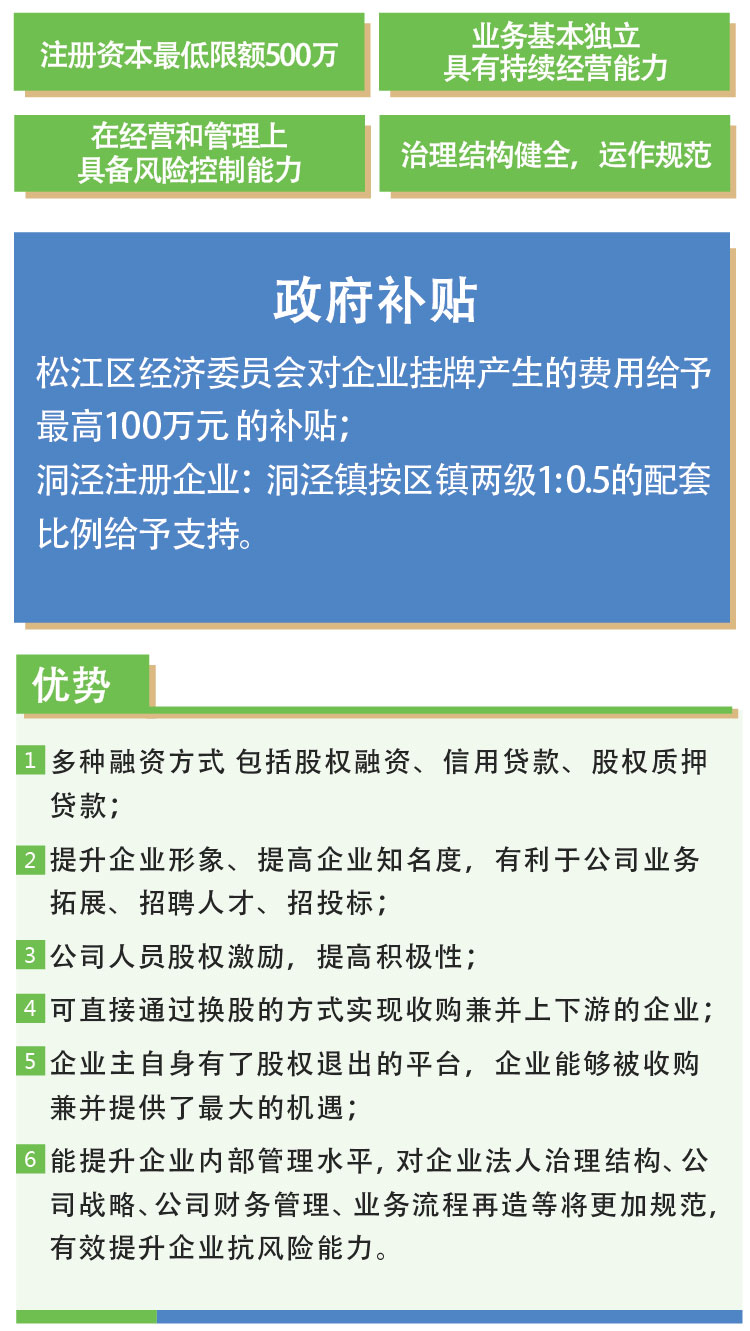 注册资本最低限额500万
业务基本独立
具有持续经营能力
在经营和管理上
具备风险控制能力
治理结构健全，运作规范
政府补贴
松江区经济委员会对企业挂牌产生的费用给予
最高100万元 的补贴；
洞泾注册企业：洞泾镇按区镇两级1:0.5的配套
比例给予支持。
优势
1 多种融资方式 包括股权融资、信用贷款、股权质押
贷款；
2 提升企业形象、提高企业知名度，有利于公司业务
拓展、招聘人才、招投标；
3 公司人员股权激励，提高积极性；
4 可直接通过换股的方式实现收购兼并上下游的企业；
5 企业主自身有了股权退出的平台，企业能够被收购
兼并提供了最大的机遇；
6 能提升企业内部管理水平，对企业法人治理结构、公
司战略、公司财务管理、业务流程再造等将更加规范，
有效提升企业抗风险能力。